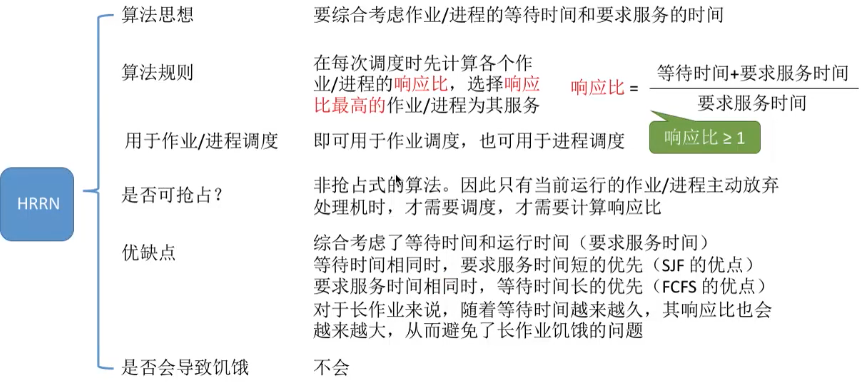 HRRN
算法思想
要综合考虑作业/进程的等待时间和要求服务的时间
算法规则
在每次调度时先计算各个作
业/进程的响应比，选择响应
比最高的作业/进程为其服务
响应比 =
等待时间+要求服务时间
要求服务时间
响应比 ≥ 1
用于作业/进程调度
即可用于作业调度，也可用于进程调度
是否可抢占？
非抢占式的算法。因此只有当前运行的作业/进程主动放弃
处理机时，才需要调度，才需要计算响应比
优缺点
综合考虑了等待时间和运行时间（要求服务时间）
等待时间相同时，要求服务时间短的优先（SJF 的优点）
要求服务时间相同时，等待时间长的优先（FCFS 的优点）
对于长作业来说，随着等待时间越来越久，其响应比也会
越来越大，从而避免了长作业饥饿的问题
是否会导致饥饿
不会